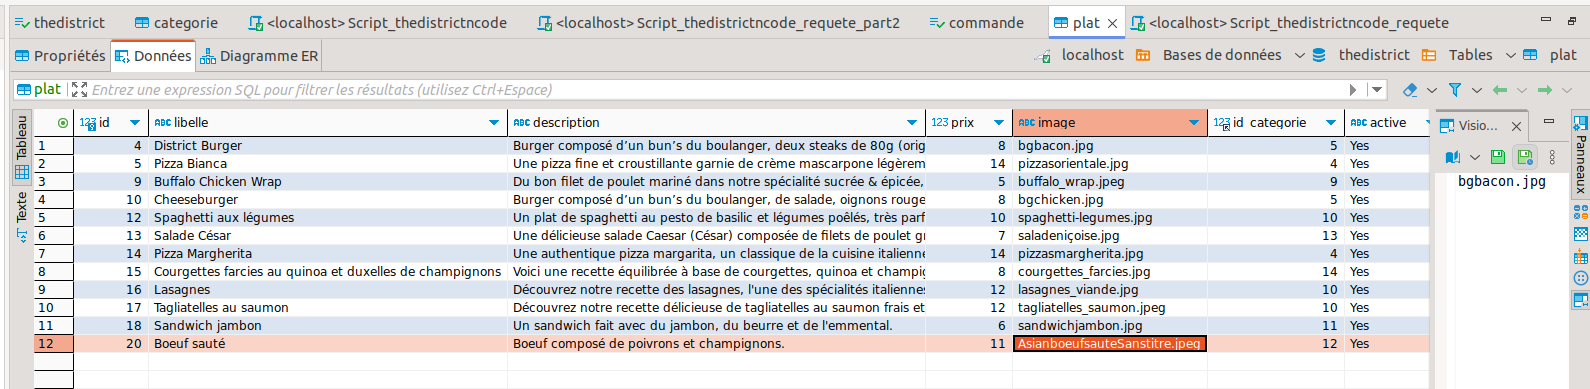 thedistrict categorie <localhost> Script_thedistrictncode <localhost> Script_thedistrictncode_requete_part2 commande plat <localhost> Script_thedistrictncode_requete
Propriétés Données Diagramme ER localhost Bases de données thedistrict Tables plat
plat Entrez une expression SQL pour filtrer les résultats (utilisez Ctrl+Espace)
Tableau
Texte
123 id ABC libelle ABC description 123 prix ABC image 123 id_categorie ABC active
1 4 District Burger Burger composé d’un bun’s du boulanger, deux steaks de 80g (orig 8 bgbacon.jpg 5 Yes
2 5 Pizza Bianca Une pizza fine et croustillante garnie de crème mascarpone légèrem 14 pizzasorientale.jpg 4 Yes
3 9 Buffalo Chicken Wrap Du bon filet de poulet mariné dans notre spécialité sucrée & épicée, 5 buffalo_wrap.jpeg 9 Yes
4 10 Cheeseburger Burger composé d’un bun’s du boulanger, de salade, oignons rouge 8 bgchicken.jpg 5 Yes
5 12 Spaghetti aux légumes Un plat de spaghetti au pesto de basilic et légumes poêlés, très parf 10 spaghetti-legumes.jpg 10 Yes
6 13 Salade César Une délicieuse salade Caesar (César) composée de filets de poulet gr 7 saladeniçoise.jpg 13 Yes
7 14 Pizza Margherita Une authentique pizza margarita, un classique de la cuisine italienne 14 pizzasmargherita.jpg 4 Yes
8 15 Courgettes farcies au quinoa et duxelles de champignons Voici une recette équilibrée à base de courgettes, quinoa et champig 8 courgettes_farcies.jpg 14 Yes
9 16 Lasagnes Découvrez notre recette des lasagnes, l'une des spécialités italiennes 12 lasagnes_viande.jpg 10 Yes
10 17 Tagliatelles au saumon Découvrez notre recette délicieuse de tagliatelles au saumon frais et 12 tagliatelles_saumon.jpeg 10 Yes
11 18 Sandwich jambon Un sandwich fait avec du jambon, du beurre et de l'emmental. 6 sandwichjambon.jpg 11 Yes
12 20 Boeuf sauté Boeuf composé de poivrons et champignons. 11 AsianboeufsauteSanstitre.jpeg 12 Yes
Visio...
bgbacon.jpg
Panneaux